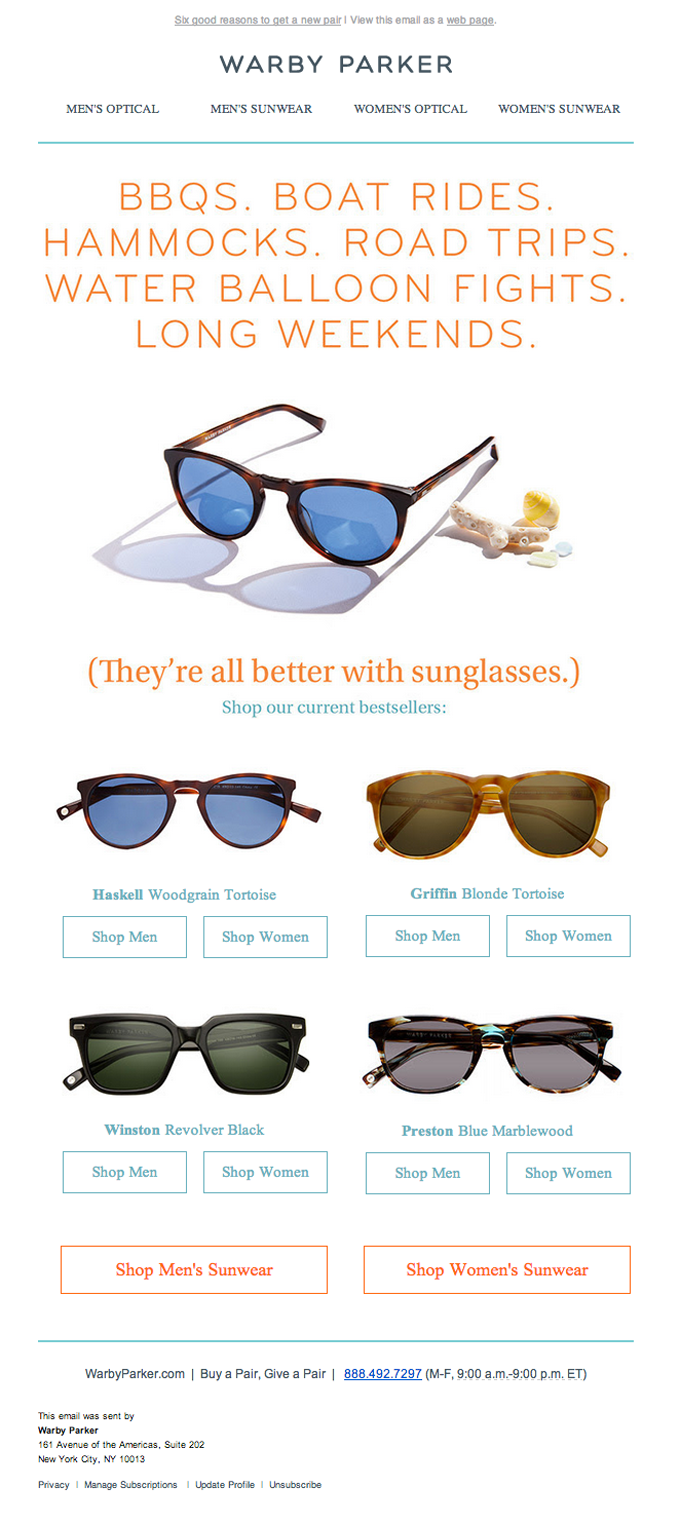 Six good reasons to get a new pair | View this email as a web page.
WARBY PARKER
MEN'S OPTICAL MEN'S SUNWEAR WOMEN'S OPTICAL WOMEN'S SUNWEAR
BBQS. BOAT RIDES.
HAMMOCKS. ROAD TRIPS.
WATER BALLOON FIGHTS.
LONG WEEKENDS.
(They're all better with sunglasses.)
Shop our current bestsellers:
Haskell Woodgrain Tortoise
Shop Men Shop Women
Griffin Blonde Tortoise
Shop Men Shop Women
Winston Revolver Black
Shop Men Shop Women
Preston Blue Marblewood
Shop Men Shop Women
Shop Men's Sunwear Shop Women's Sunwear
WarbyParker.com | Buy a Pair, Give a Pair | 888.492.7297 (M-F, 9:00 a.m.-9:00 p.m. ET)
This email was sent by
Warby Parker
161 Avenue of the Americas, Suite 202
New York City, NY 10013
Privacy | Manage Subscriptions | Update Profile | Unsubscribe